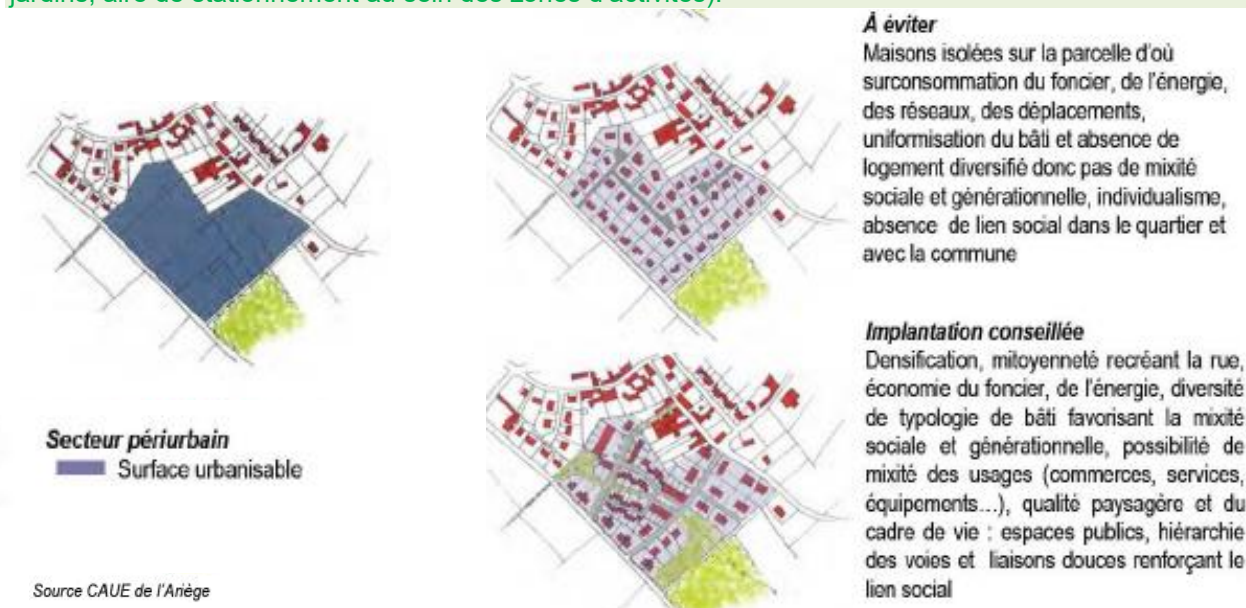 jardins, aire de stationnement au sein des zones d'activités).
À éviter
Maisons isolées sur la parcelle d'où
surconsommation du foncier, de l'énergie,
des réseaux, des déplacements,
uniformisation du bâti et absence de
logement diversifié donc pas de mixité
sociale et générationnelle, individualisme,
absence de lien social dans le quartier et
avec la commune
Implantation conseillée
Densification, mitoyenneté recréant la rue,
économie du foncier, de l'énergie, diversité
de typologie de bâti favorisant la mixité
sociale et générationnelle, possibilité de
mixité des usages (commerces, services,
équipements...), qualité paysagère et du
cadre de vie : espaces publics, hiérarchie
des voies et liaisons douces renforçant le
lien social
Secteur périurbain
Surface urbanisable
Source CAUE de l'Ariège